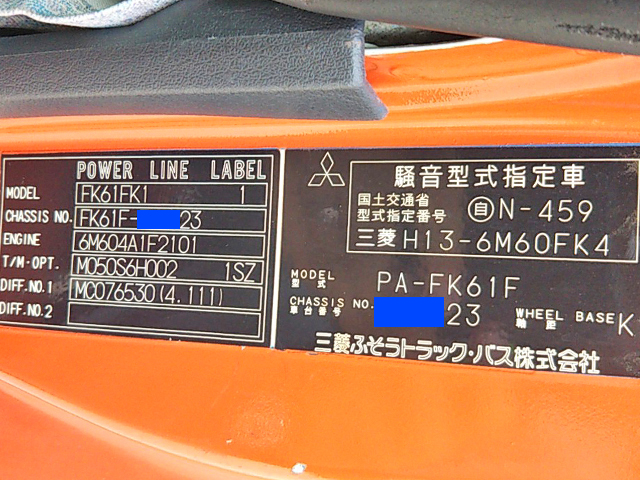 POWER LINE LABEL
MODEL FK61FK1 1
CHASSIS NO. FK61F- 23
ENGINE 6M604A1F2101
T/M-OPT. M050S6H002 1SZ
DIFF.NO.1 MC076530(4.111)
DIFF.NO.2
騒音型式指定車
国土交通省
型式指定番号 自N-459
三菱 H13-6M60FK4
MODEL
型式 PA-FK61F
CHASSIS NO.
車台番号 23
WHEEL BASE
軸距 K
三菱ふそうトラック・バス株式会社